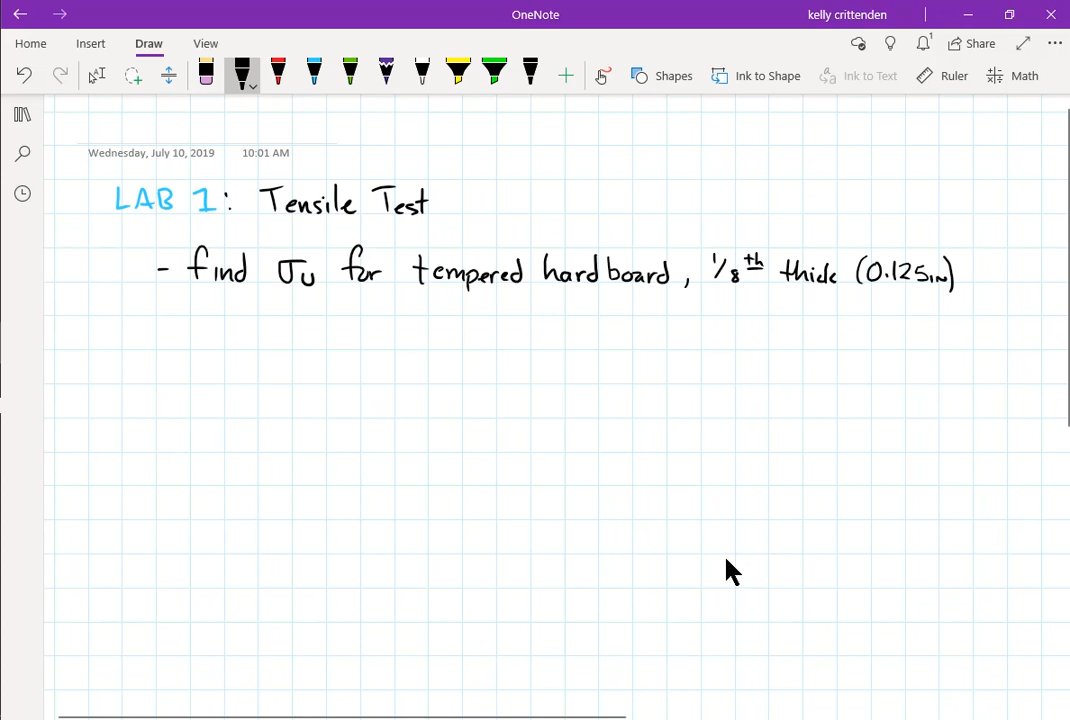 OneNote
kelly crittenden
Home Insert Draw View
1
Share
Shapes Ink to Shape Ink to Text Ruler Math
Wednesday, July 10, 2019 10:01 AM
LAB 1: Tensile Test
- find σu for tempered hardboard, 1/8th thick (0.125in)